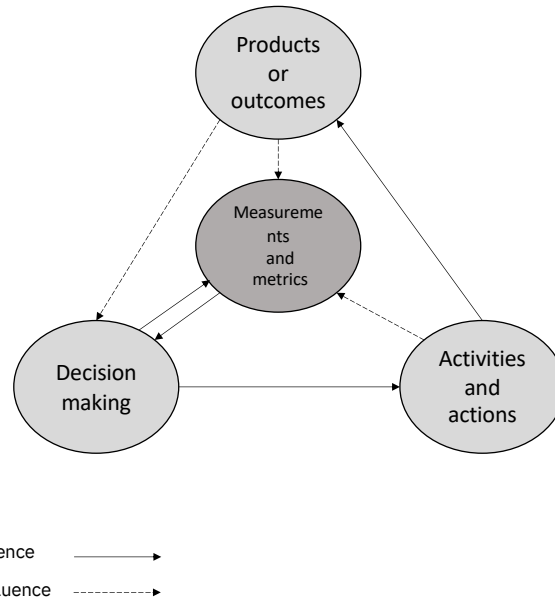 Products
or
outcomes
Measureme
nts
and
metrics
Decision
making
Activities
and
actions
ence
uence